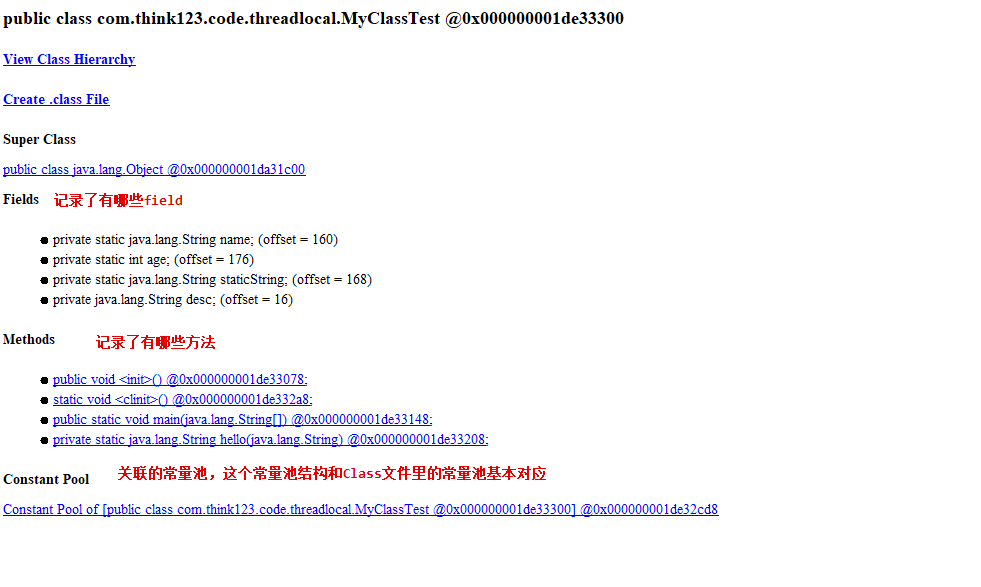 public class com.think123.code.threadlocal.MyClassTest @0x000000001de33300
View Class Hierarchy
Create .class File
Super Class
public class java.lang.Object @0x000000001da31c00
Fields 记录了有哪些field
private static java.lang.String name; (offset = 160)
private static int age; (offset = 176)
private static java.lang.String staticString; (offset = 168)
private java.lang.String desc; (offset = 16)
Methods 记录了有哪些方法
public void <init>() @0x000000001de33078;
static void <clinit>() @0x000000001de332a8;
public static void main(java.lang.String[]) @0x000000001de33148;
private static java.lang.String hello(java.lang.String) @0x000000001de33208;
Constant Pool 关联的常量池，这个常量池结构和Class文件里的常量池基本对应
Constant Pool of [public class com.think123.code.threadlocal.MyClassTest @0x000000001de33300] @0x000000001de32cd8